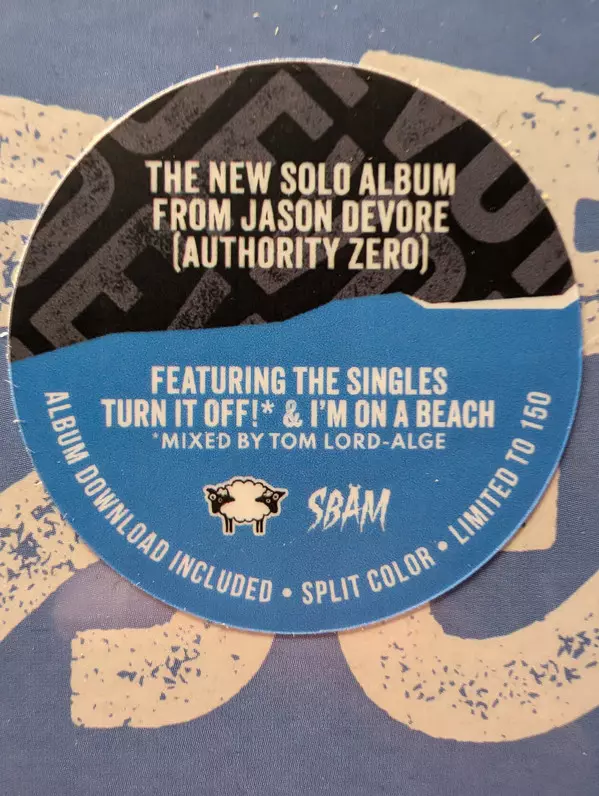 THE NEW SOLO ALBUM
FROM JASON DEVORE
(AUTHORITY ZERO)
FEATURING THE SINGLES
TURN IT OFF!* & I'M ON A BEACH
*MIXED BY TOM LORD-ALGE
SBÄM
ALBUM DOWNLOAD INCLUDED • SPLIT COLOR • LIMITED TO 150